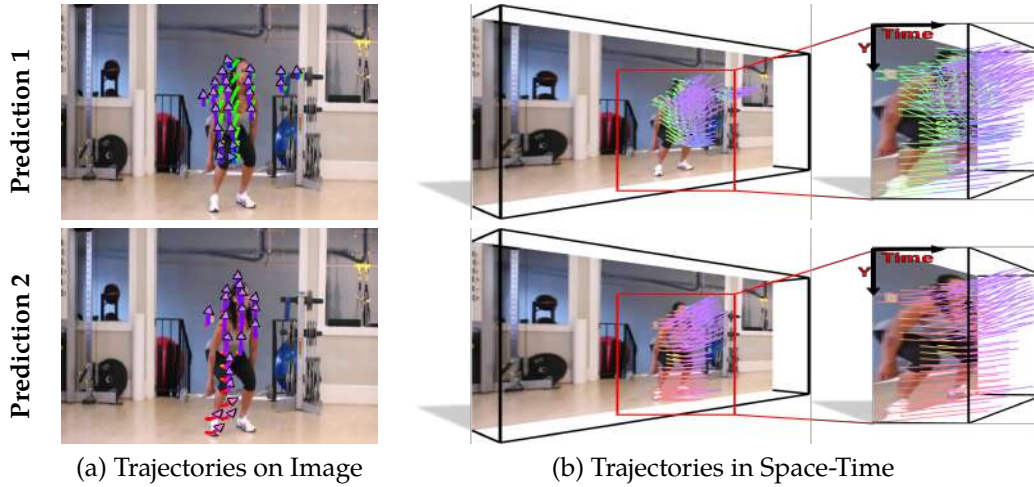 Prediction 1
Time
Y
Prediction 2
Time
Y
(a) Trajectories on Image
(b) Trajectories in Space-Time